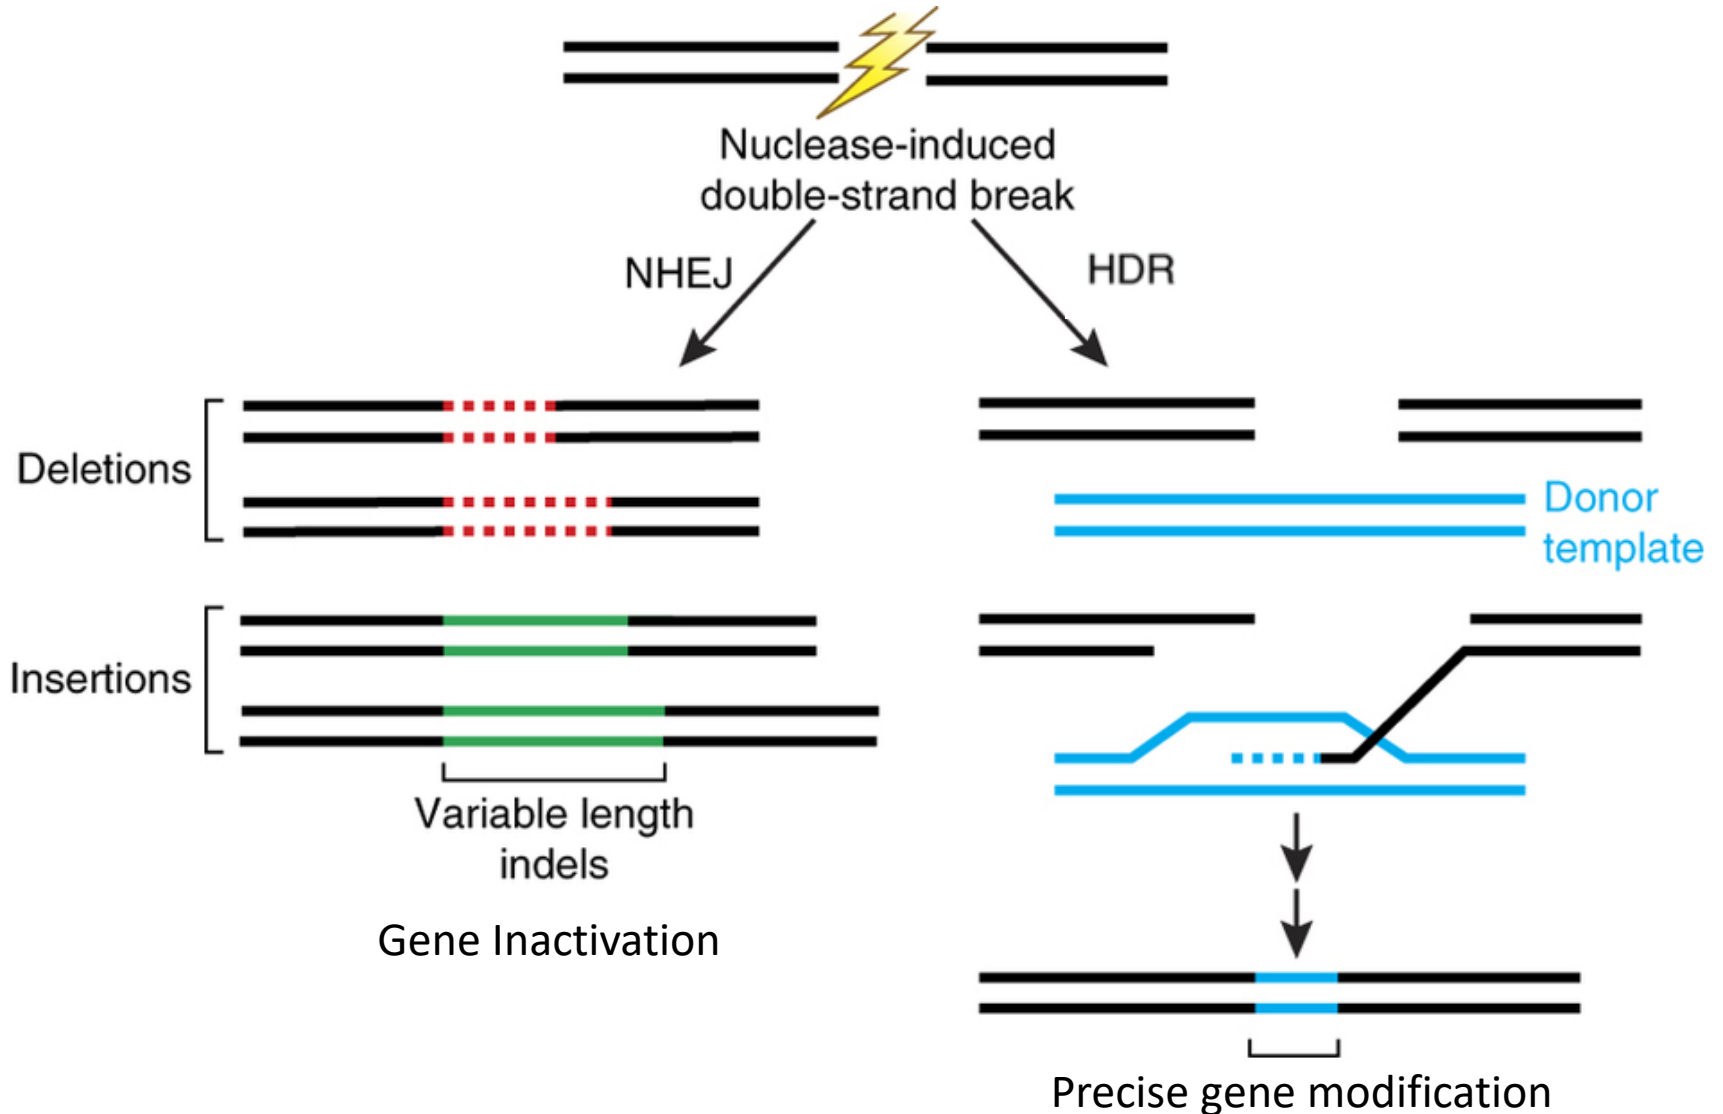 Nuclease-induced
double-strand break
NHEJ
HDR
Deletions
Donor
template
Insertions
Variable length
indels
Gene Inactivation
Precise gene modification